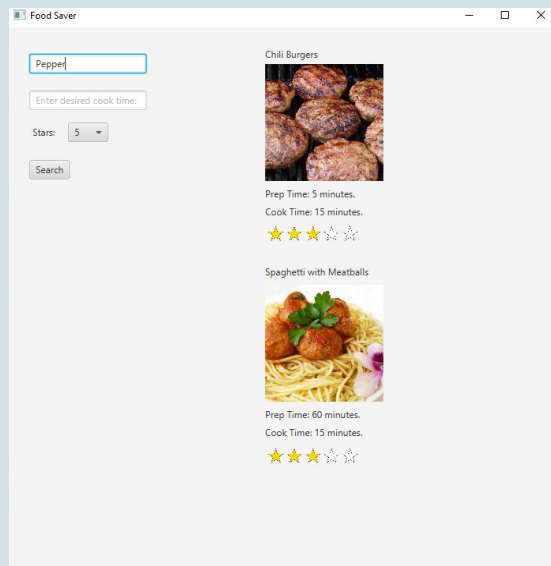 Food Saver
Pepper
Enter desired cook time:
Stars: 5
Search
Chili Burgers
Prep Time: 5 minutes.
Cook Time: 15 minutes.
Spaghetti with Meatballs
Prep Time: 60 minutes.
Cook Time: 15 minutes.